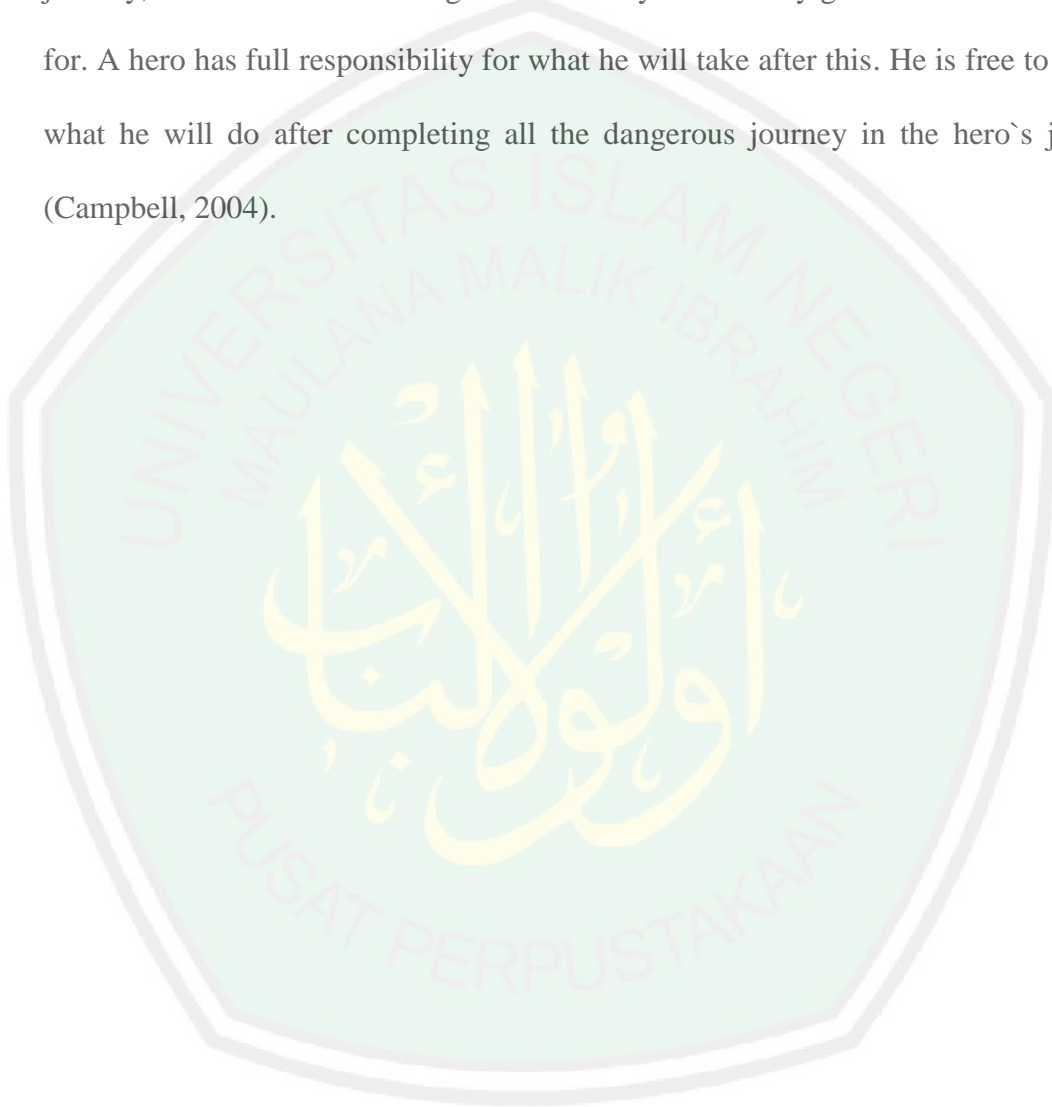 for. A hero has full responsibility for what he will take after this. He is free to
what he will do after completing all the dangerous journey in the hero`s j
(Campbell, 2004).
UNIVERSITAS ISLAM NEGERI
MAULANA MALIK IBRAHIM
أولوا الألباب
PUSAT PERPUSTAKAAN